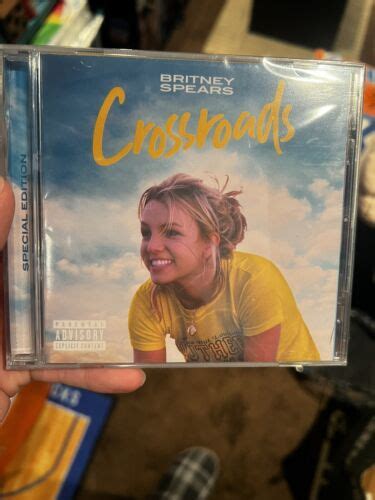 BRITNEY
SPEARS
Crossroads
SPECIAL EDITION
PARENTAL
ADVISORY
EXPLICIT CONTENT